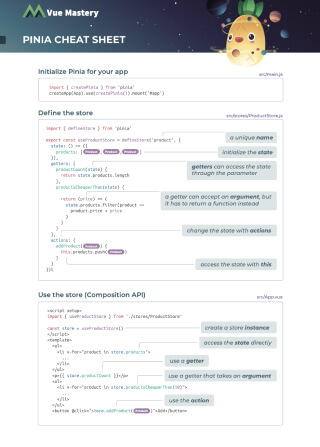 Vue Mastery
PINIA CHEAT SHEET
Initialize Pinia for your app
src/main.js
import { createPinia } from 'pinia'
createApp(App).use(createPinia()).mount('#app')
Define the store
src/stores/ProductStore.js
import { defineStore } from 'pinia'
export const useProductStore = defineStore('product', {
a unique name
state: () => ({
products: [Product, Product, Product]
initialize the state
}),
getters: {
getters can access the state
through the parameter
productCount(state) {
return state.products.length
},
productsCheaperThan(state) {
return (price) => {
a getter can accept an argument, but
it has to return a function instead
state.products.filter(product =>
product.price < price
)
}
}
},
change the state with actions
actions: {
addProduct(Product) {
this.products.push(Product)
}
access the state with this
}
})
Use the store (Composition API)
src/App.vue
<script setup>
import { useProductStore } from './stores/ProductStore'
const store = useProductStore()
create a store instance
</script>
<template>
access the state directly
<ul>
<li v-for="product in store.products">
...
use a getter
</li>
</ul>
<p>{{ store.productCount }}</p>
use a getter that takes an argument
<ul>
<li v-for="product in store.productsCheaperThan(10)">
...
</li>
use the action
</ul>
<button @click="store.addProduct(Product)">Add</button>